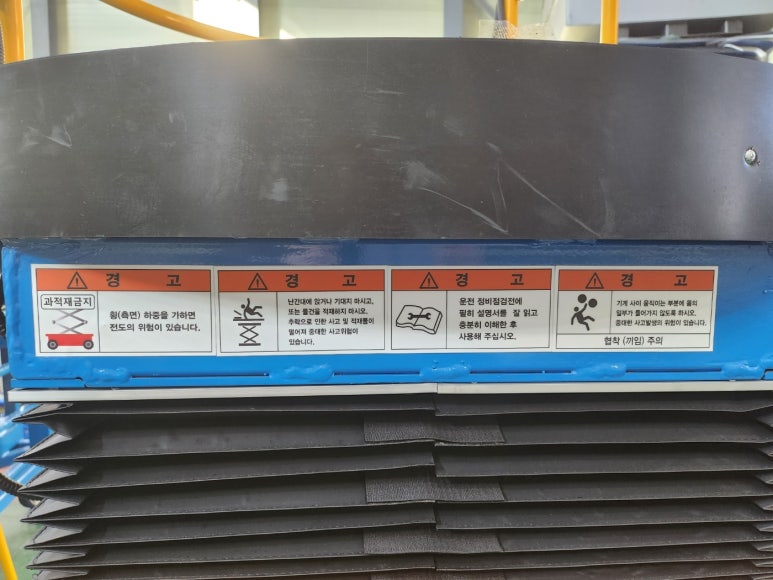 경 고
과적재금지
횡(측면) 하중을 가하면
전도의 위험이 있습니다.
경 고
난간대에 앉거나 기대지 마시고,
또는 물건을 적재하지 마시오.
추락으로 인한 사고 및 적재물이
떨어져 중대한 사고위험이
있습니다.
경 고
운전 정비점검전에
필히 설명서를 잘 읽고
충분히 이해한 후
사용해 주십시오.
경 고
기계 사이 움직이는 부분에 몸의
일부가 들어가지 않도록 하시오.
중대한 사고발생의 위험이 있습니다.
협착 (끼임) 주의